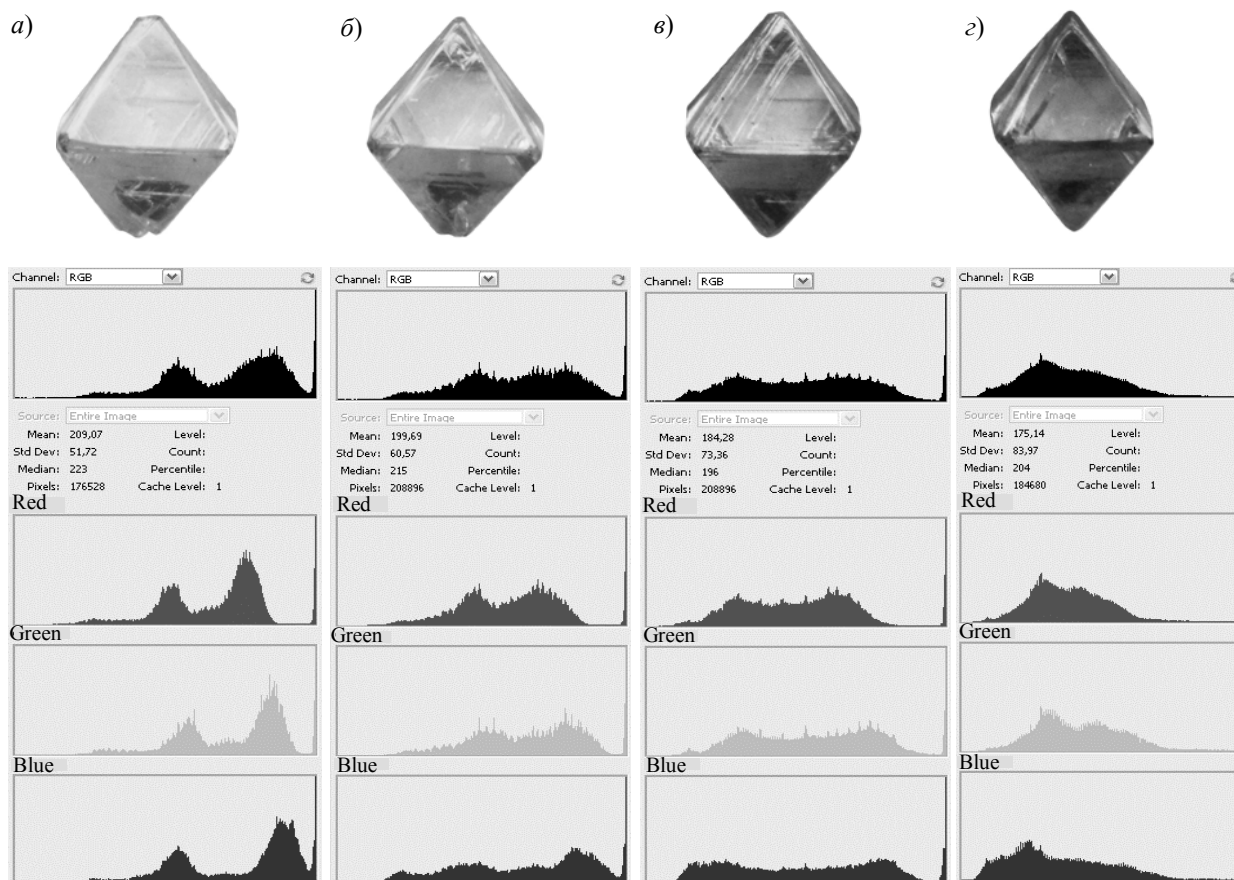 а) б) в) г)
Channel: RGB
Source: Entire Image
Mean: 209,07 Level:
Std Dev: 51,72 Count:
Median: 223 Percentile:
Pixels: 176528 Cache Level: 1
Red
Green
Blue
Channel: RGB
Source: Entire Image
Mean: 199,69 Level:
Std Dev: 60,57 Count:
Median: 215 Percentile:
Pixels: 208896 Cache Level: 1
Red
Green
Blue
Channel: RGB
Source: Entire Image
Mean: 184,28 Level:
Std Dev: 73,36 Count:
Median: 196 Percentile:
Pixels: 208896 Cache Level: 1
Red
Green
Blue
Channel: RGB
Source: Entire Image
Mean: 175,14 Level:
Std Dev: 83,97 Count:
Median: 204 Percentile:
Pixels: 184680 Cache Level: 1
Red
Green
Blue